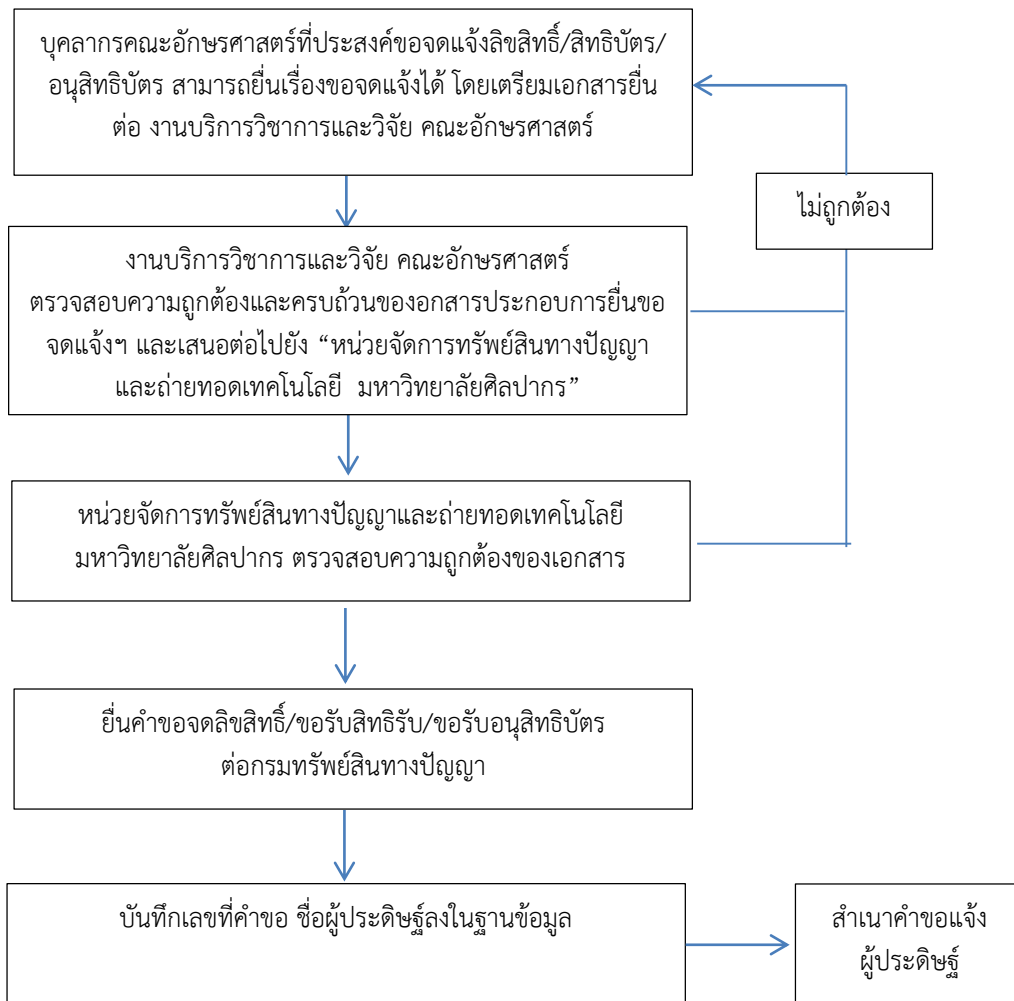 บุคลากรคณะอักษรศาสตร์ที่ประสงค์ขอจดแจ้งลิขสิทธิ์/สิทธิบัตร/
อนุสิทธิบัตร สามารถยื่นเรื่องขอจดแจ้งได้ โดยเตรียมเอกสารยื่น
ต่อ งานบริการวิชาการและวิจัย คณะอักษรศาสตร์
ไม่ถูกต้อง
งานบริการวิชาการและวิจัย คณะอักษรศาสตร์
ตรวจสอบความถูกต้องและครบถ้วนของอกสารประกอบการยื่นขอ
จดแจ้งฯ และเสนอต่อไปยัง “หน่วยจัดการทรัพย์สินทางปัญญา
และถ่ายทอดเทคโนโลยี มหาวิทยาลัยศิลปากร”
หน่วยจัดการทรัพย์สินทางปัญญาและถ่ายทอดเทคโนโลยี
มหาวิทยาลัยศิลปากร ตรวจสอบความถูกต้องของเอกสาร
ยื่นคำขอจดลิขสิทธิ์/ขอรับสิทธิรับ/ขอรับอนุสิทธิบัตร
ต่อกรมทรัพย์สินทางปัญญา
บันทึกเลขที่คำขอ ชื่อผู้ประดิษฐ์ลงในฐานข้อมูล
สำเนาคำขอแจ้ง
ผู้ประดิษฐ์